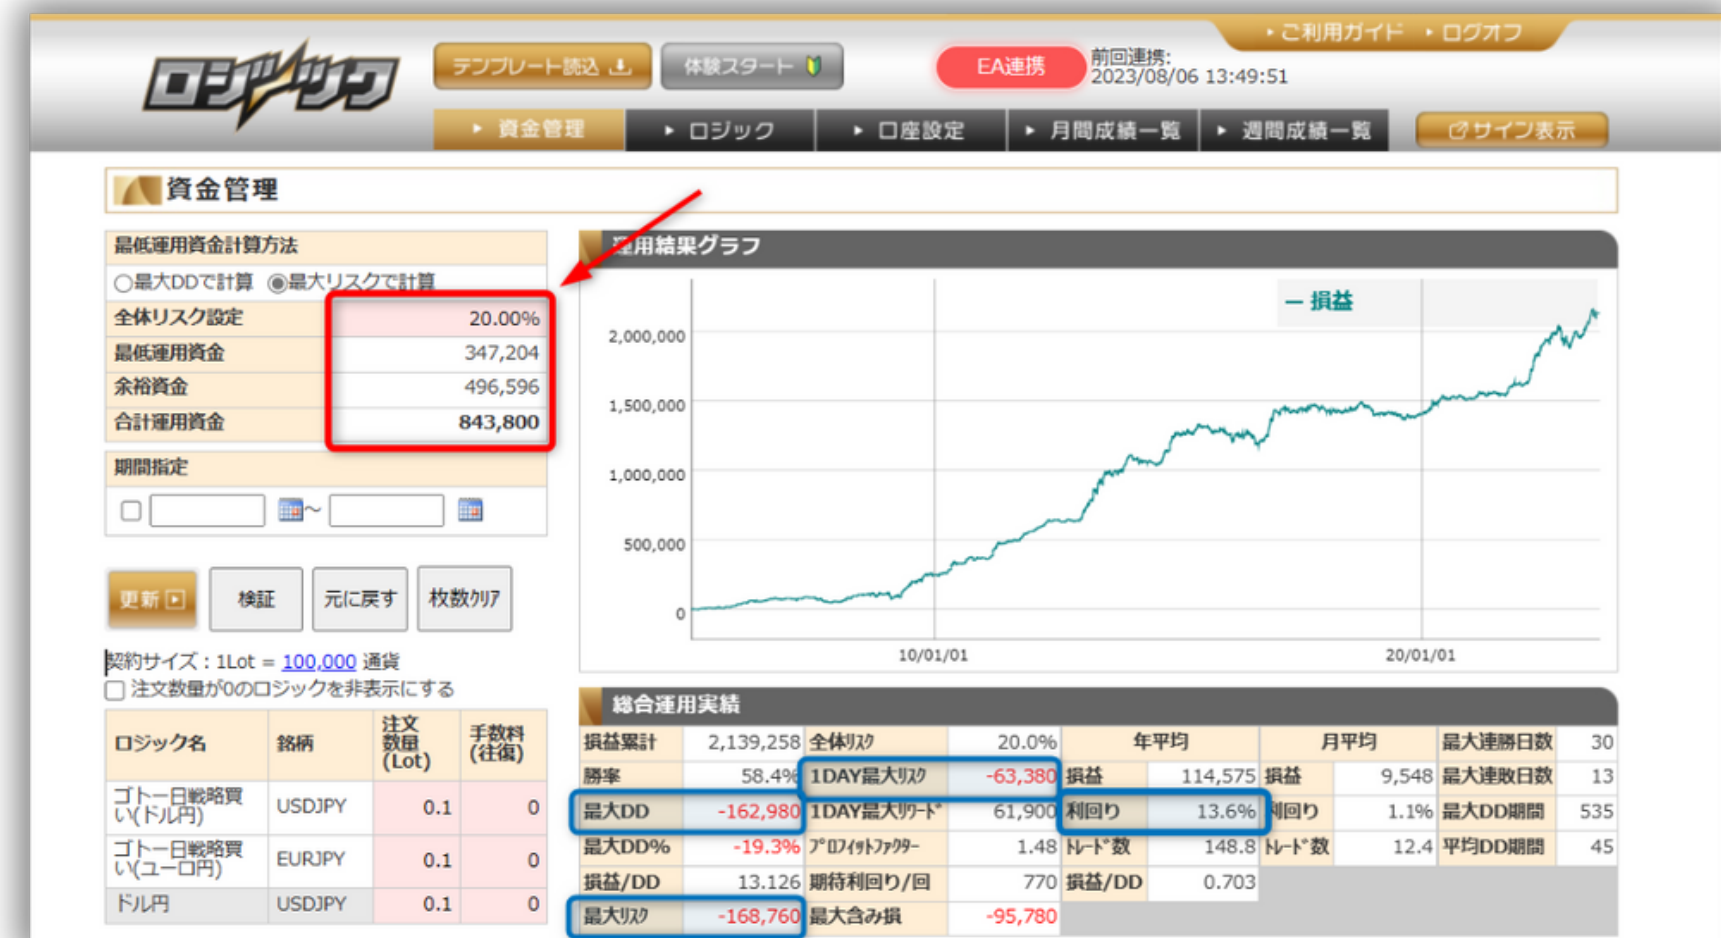 ・ご利用ガイド ・ログオフ
ロジック
テンプレート読込
体験スタート
EA連携
前回連携:
2023/08/06 13:49:51
資金管理
ロジック
口座設定
月間成績一覧
週間成績一覧
サイン表示
資金管理
最低運用資金計算方法
最大DDで計算 最大リスクで計算
全体リスク設定 20.00%
最低運用資金 347,204
余裕資金 496,596
合計運用資金 843,800
期間指定
～
更新
検証
元に戻す
枚数ｸﾘｱ
契約サイズ : 1Lot = 100,000 通貨
注文数量が0のロジックを非表示にする
ロジック名 銘柄 注文
数量
(Lot) 手数料
(往復)
ゴトー日戦略買
い(ドル円) USDJPY 0.1 0
ゴトー日戦略買
い(ユーロ円) EURJPY 0.1 0
ドル円 USDJPY 0.1 0
運用結果グラフ
損益
2,000,000
1,500,000
1,000,000
500,000
0
10/01/01 20/01/01
総合運用実績
損益累計 2,139,258 全体ﾘｽｸ 20.0% 年平均 月平均 最大連勝日数 30
勝率 58.4% 1DAY最大ﾘｽｸ -63,380 損益 114,575 損益 9,548 最大連敗日数 13
最大DD -162,980 1DAY最大ﾘﾜｰﾄﾞ 61,900 利回り 13.6% 利回り 1.1% 最大DD期間 535
最大DD% -19.3% ﾌﾟﾛﾌｨｯﾄﾌｧｸﾀｰ 1.48 ﾄﾚｰﾄﾞ数 148.8 ﾄﾚｰﾄﾞ数 12.4 平均DD期間 45
損益/DD 13.126 期待利回り/回 770 損益/DD 0.703
最大ﾘｽｸ -168,760 最大含み損 -95,780